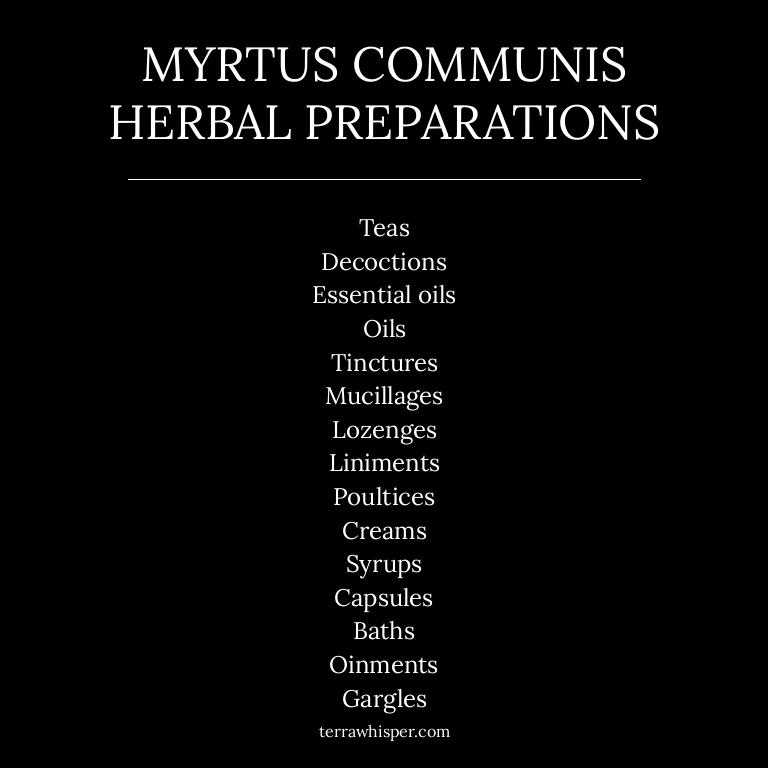 MYRTUS COMMUNIS
HERBAL PREPARATIONS
Teas
Decoctions
Essential oils
Oils
Tinctures
Mucillages
Lozenges
Liniments
Poultices
Creams
Syrups
Capsules
Baths
Oinments
Gargles
terrawhisper.com